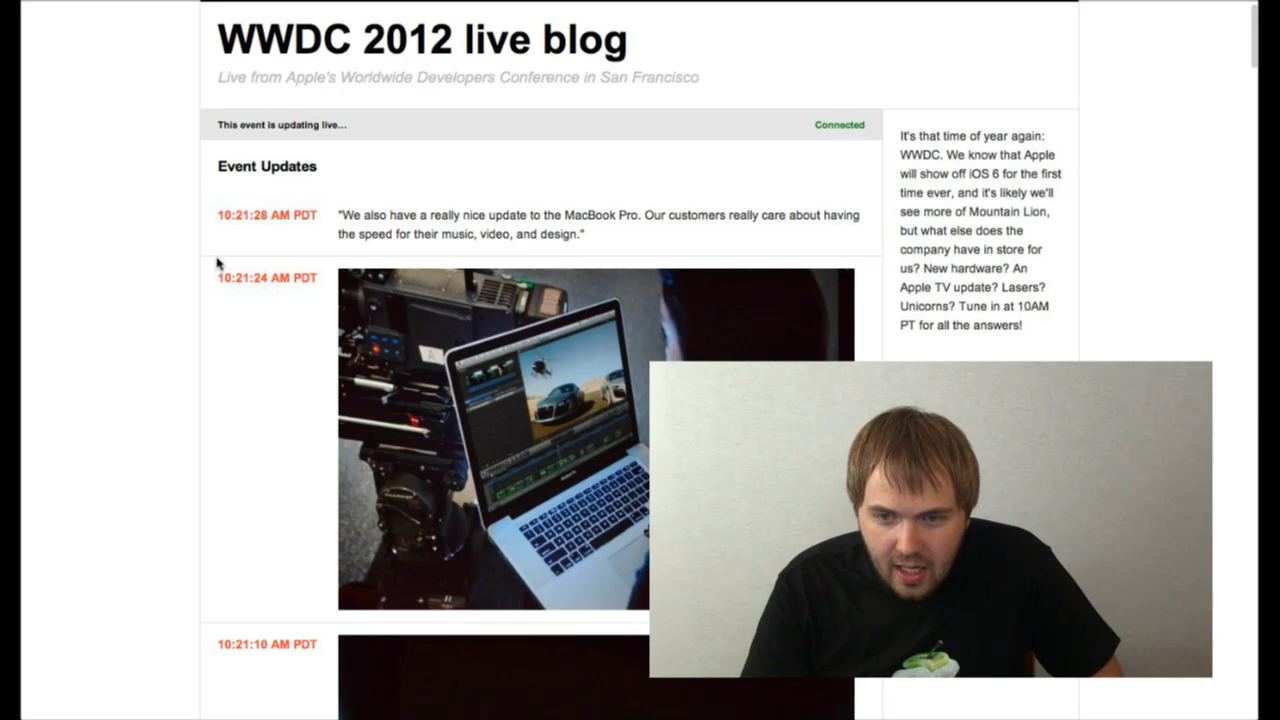 WWDC 2012 live blog
Live from Apple's Worldwide Developers Conference in San Francisco
This event is updating live...
Connected
Event Updates
10:21:28 AM PDT
"We also have a really nice update to the MacBook Pro. Our customers really care about having
the speed for their music, video, and design."
10:21:24 AM PDT
A
10:21:10 AM PDT
It's that time of year again:
WWDC. We know that Apple
will show off iOS 6 for the first
time ever, and it's likely we'll
see more of Mountain Lion,
but what else does the
company have in store for
us? New hardware? An
Apple TV update? Lasers?
Unicorns? Tune in at 10AM
PT for all the answers!